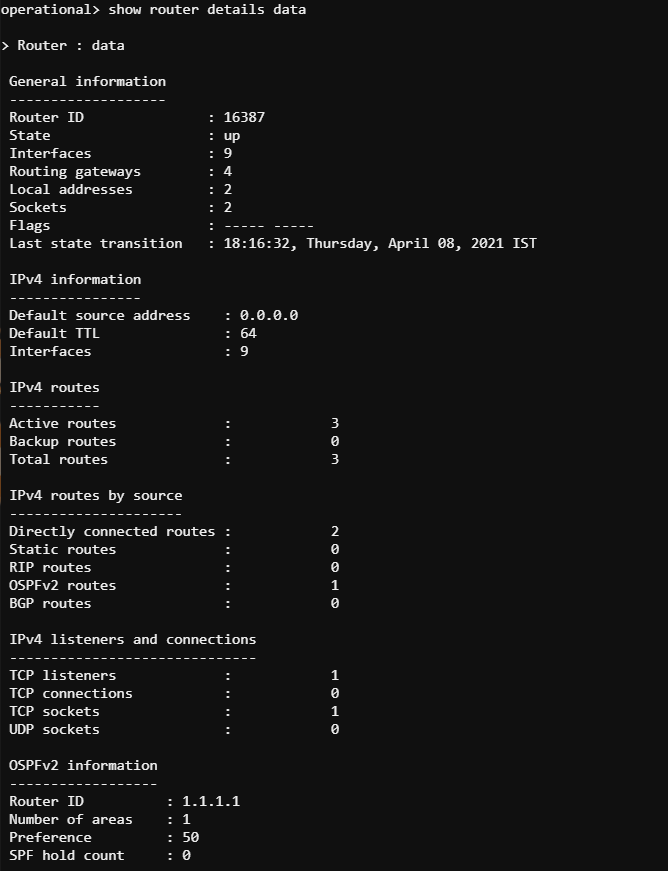 operational> show router details data
> Router : data
General information
-------------------
Router ID : 16387
State : up
Interfaces : 9
Routing gateways : 4
Local addresses : 2
Sockets : 2
Flags : ----- -----
Last state transition : 18:16:32, Thursday, April 08, 2021 IST
IPv4 information
----------------
Default source address : 0.0.0.0
Default TTL : 64
Interfaces : 9
IPv4 routes
-----------
Active routes : 3
Backup routes : 0
Total routes : 3
IPv4 routes by source
---------------------
Directly connected routes : 2
Static routes : 0
RIP routes : 0
OSPFv2 routes : 1
BGP routes : 0
IPv4 listeners and connections
------------------------------
TCP listeners : 1
TCP connections : 0
TCP sockets : 1
UDP sockets : 0
OSPFv2 information
------------------
Router ID : 1.1.1.1
Number of areas : 1
Preference : 50
SPF hold count : 0